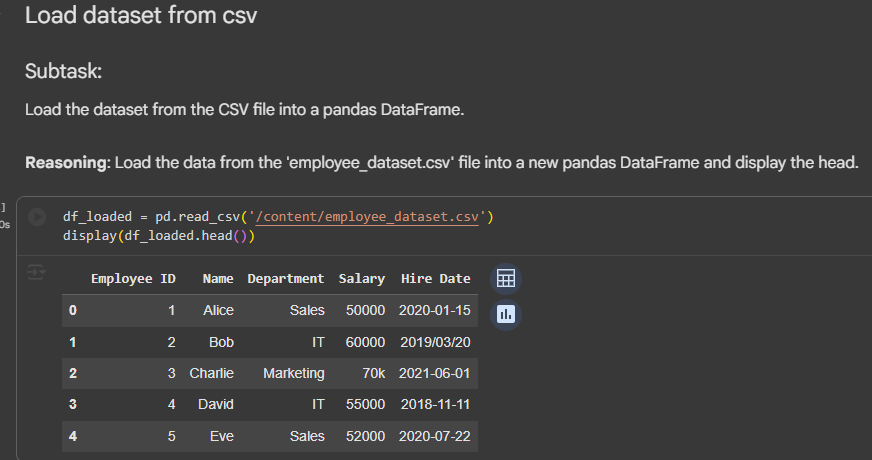 Load dataset from csv
Subtask:
Load the dataset from the CSV file into a pandas DataFrame.
Reasoning: Load the data from the 'employee_dataset.csv' file into a new pandas DataFrame and display the head.
]
0s
df_loaded = pd.read_csv('/content/employee_dataset.csv')
display(df_loaded.head())
Employee ID Name Department Salary Hire Date
0 1 Alice Sales 50000 2020-01-15
1 2 Bob IT 60000 2019/03/20
2 3 Charlie Marketing 70k 2021-06-01
3 4 David IT 55000 2018-11-11
4 5 Eve Sales 52000 2020-07-22